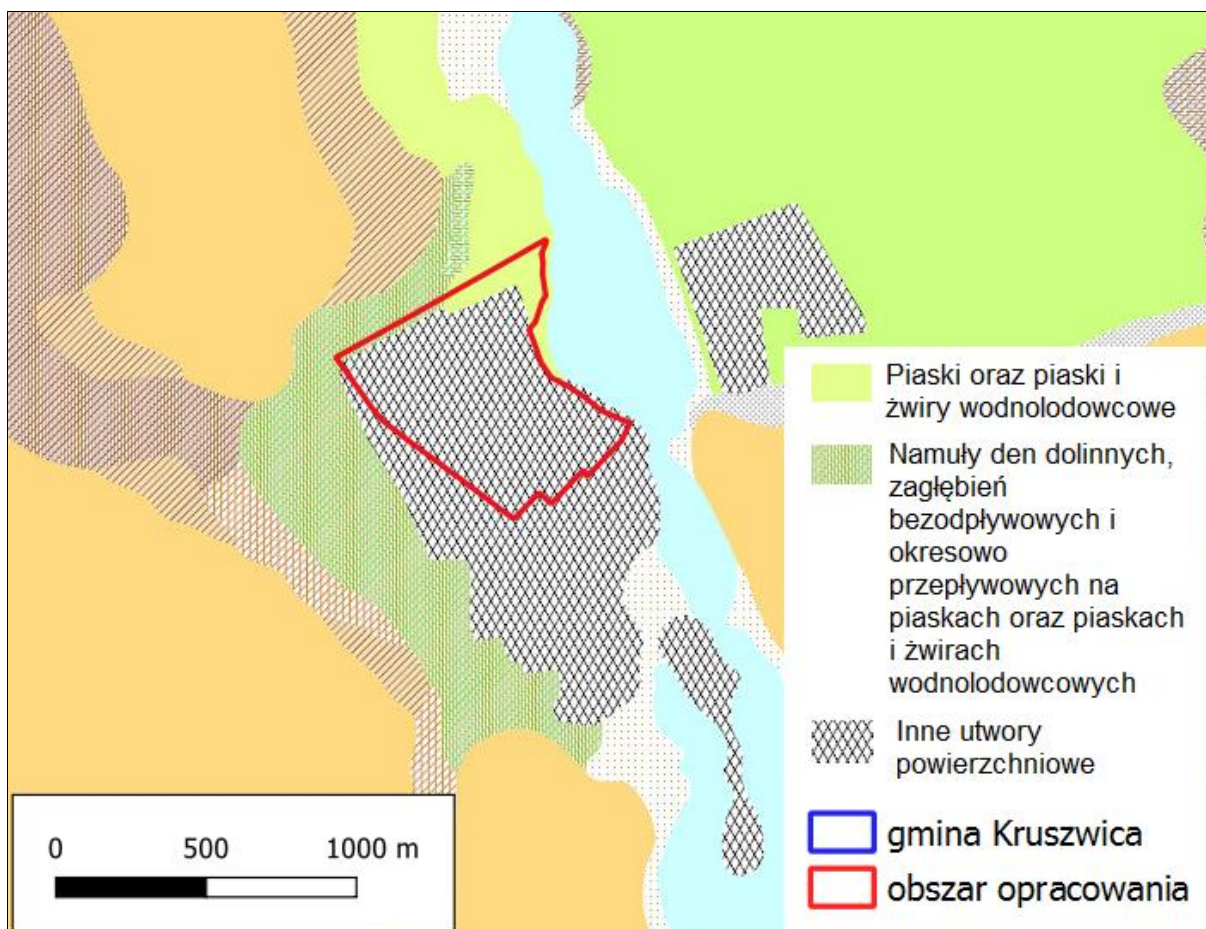 Piaski oraz piaski i
żwiry wodnolodowcowe
Namuły den dolinnych,
zagłębień
bezodpływowych i
okresowo
przepływowych na
piaskach oraz piaskach
i żwirach
wodnolodowcowych
Inne utwory
powierzchniowe
gmina Kruszwica
obszar opracowania
0 500 1000 m